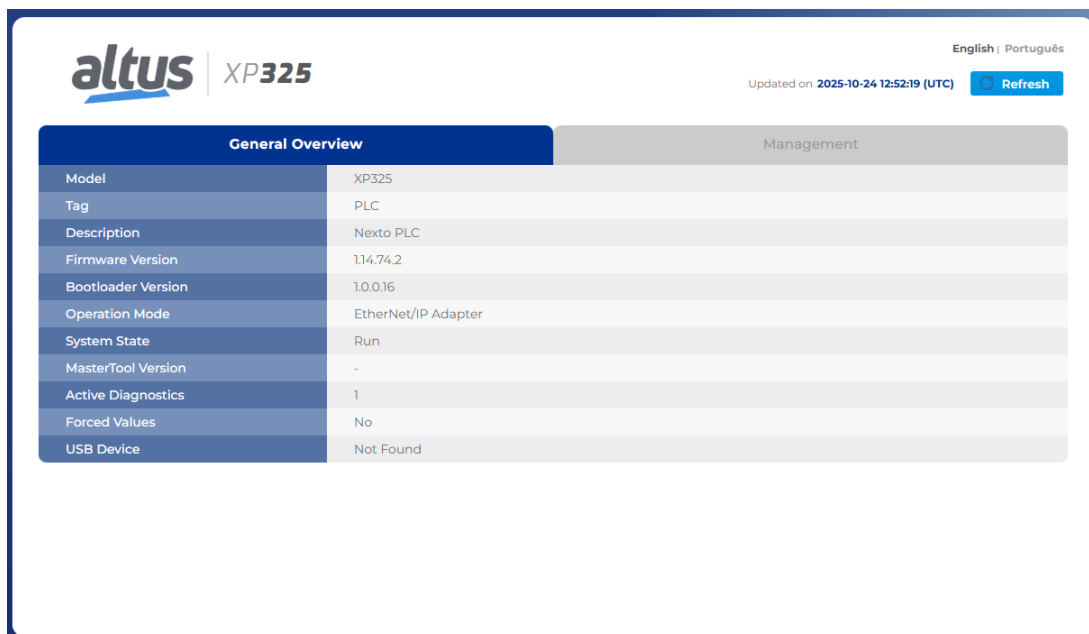 altus XP325
English | Português
Updated on 2025-10-24 12:52:19 (UTC) Refresh
General Overview Management
Model XP325
Tag PLC
Description Nexto PLC
Firmware Version 1.14.74.2
Bootloader Version 1.0.0.16
Operation Mode EtherNet/IP Adapter
System State Run
MasterTool Version -
Active Diagnostics 1
Forced Values No
USB Device Not Found